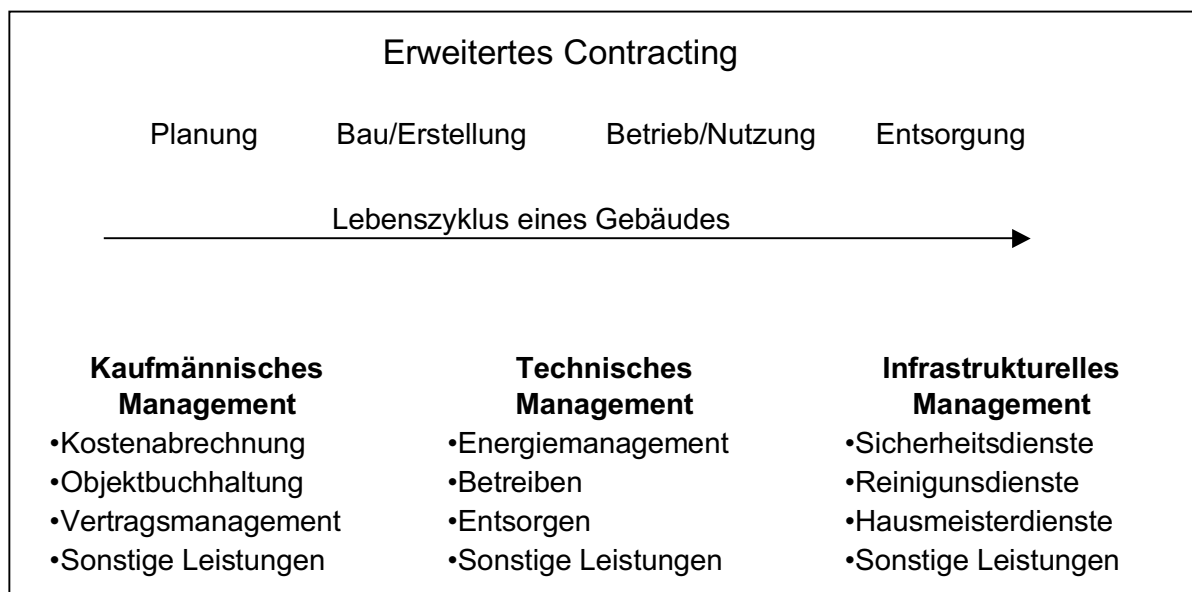 Erweitertes Contracting
Planung Bau/Erstellung Betrieb/Nutzung Entsorgung
Lebenszyklus eines Gebäudes
Kaufmännisches
Management
•Kostenabrechnung
•Objektbuchhaltung
•Vertragsmanagement
•Sonstige Leistungen
Technisches
Management
•Energiemanagement
•Betreiben
•Entsorgen
•Sonstige Leistungen
Infrastrukturelles
Management
•Sicherheitsdienste
•Reinigunsdienste
•Hausmeisterdienste
•Sonstige Leistungen